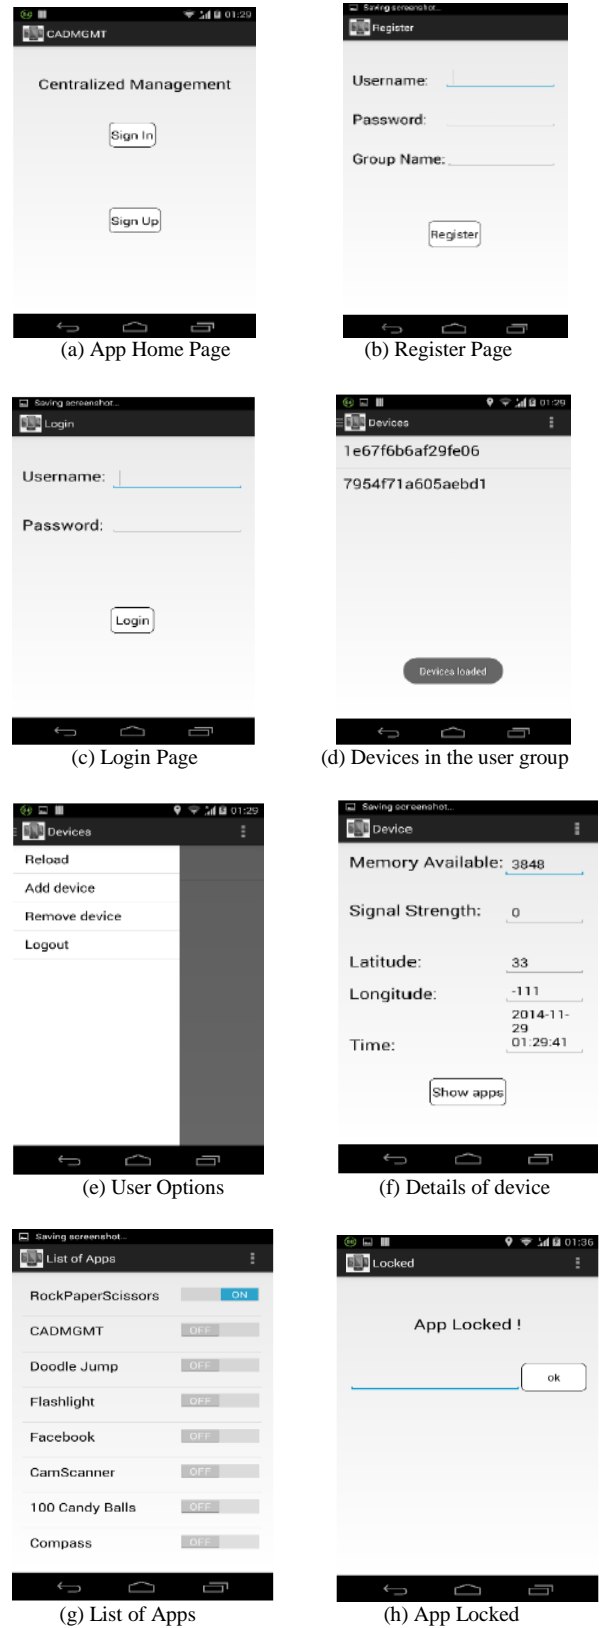 01:29
CADMGMT
Centralized Management
Sign In
Sign Up
(a) App Home Page
Saving screenshot...
Register
Username:
Password:
Group Name:
Register
(b) Register Page
Saving screenshot...
Login
Username:
Password:
Login
(c) Login Page
01:29
Devices
1e67f6b6af29fe06
7954f71a605aebd1
Devices loaded
(d) Devices in the user group
01:29
Devices
Reload
Add device
Remove device
Logout
(e) User Options
Saving screenshot...
Device
Memory Available: 3848
Signal Strength: 0
Latitude: 33
Longitude: -111
2014-11-
29
Time: 01:29:41
Show apps
(f) Details of device
Saving screenshot...
List of Apps
RockPaperScissors ON
CADMGMT OFF
Doodle Jump OFF
Flashlight OFF
Facebook OFF
CamScanner OFF
100 Candy Balls OFF
Compass OFF
(g) List of Apps
01:36
Locked
App Locked !
ok
(h) App Locked